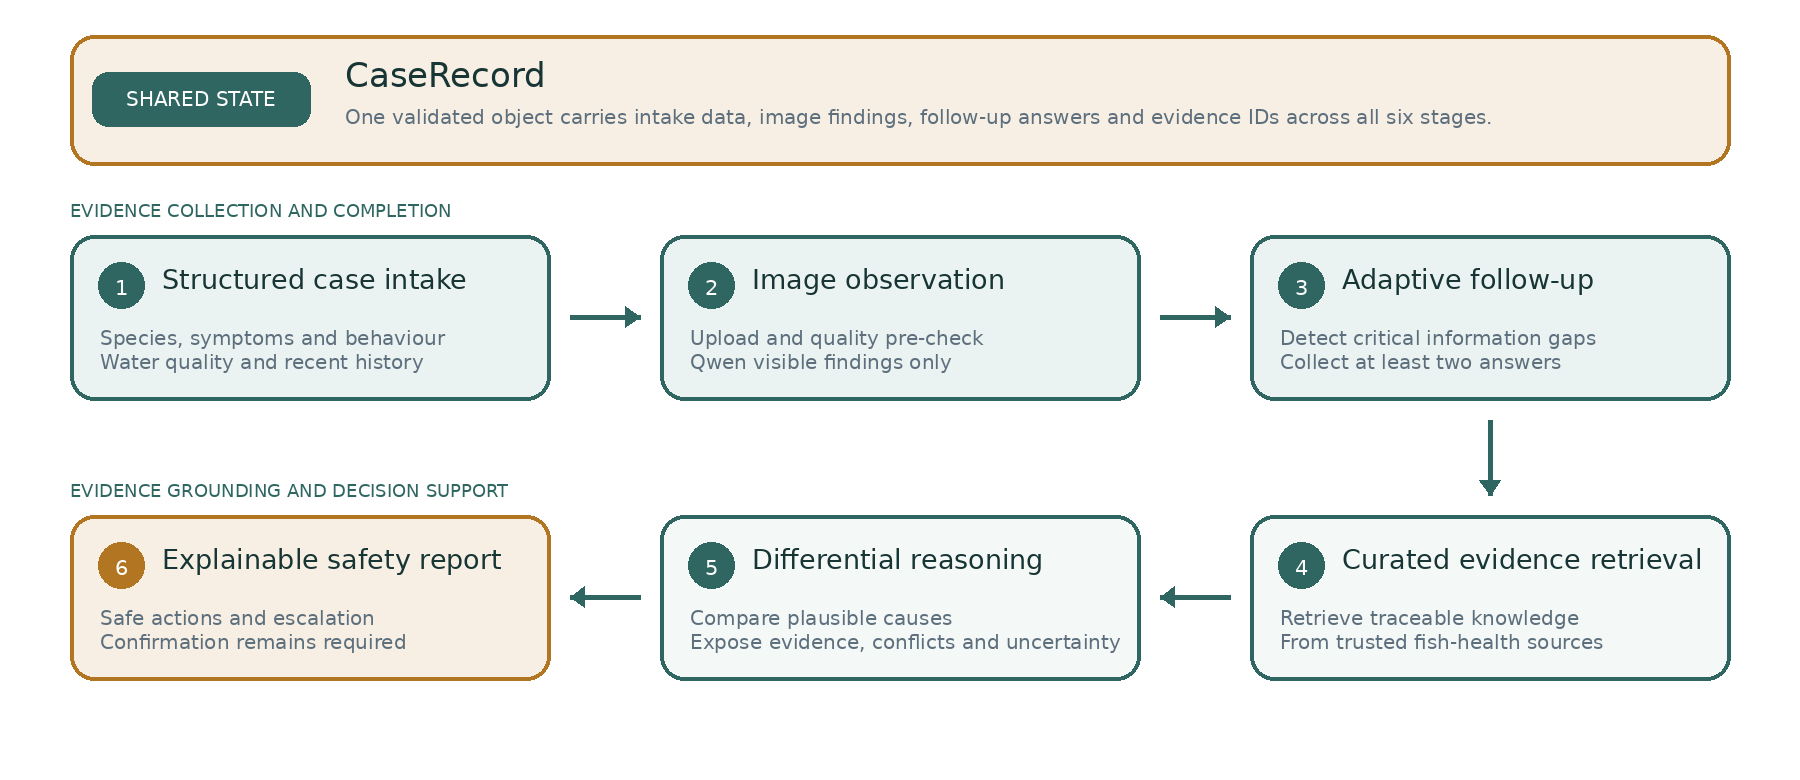 SHARED STATE
CaseRecord
One validated object carries intake data, image findings, follow-up answers and evidence IDs across all six stages.
EVIDENCE COLLECTION AND COMPLETION
1 Structured case intake
Species, symptoms and behaviour
Water quality and recent history
2 Image observation
Upload and quality pre-check
Qwen visible findings only
3 Adaptive follow-up
Detect critical information gaps
Collect at least two answers
EVIDENCE GROUNDING AND DECISION SUPPORT
6 Explainable safety report
Safe actions and escalation
Confirmation remains required
5 Differential reasoning
Compare plausible causes
Expose evidence, conflicts and uncertainty
4 Curated evidence retrieval
Retrieve traceable knowledge
From trusted fish-health sources